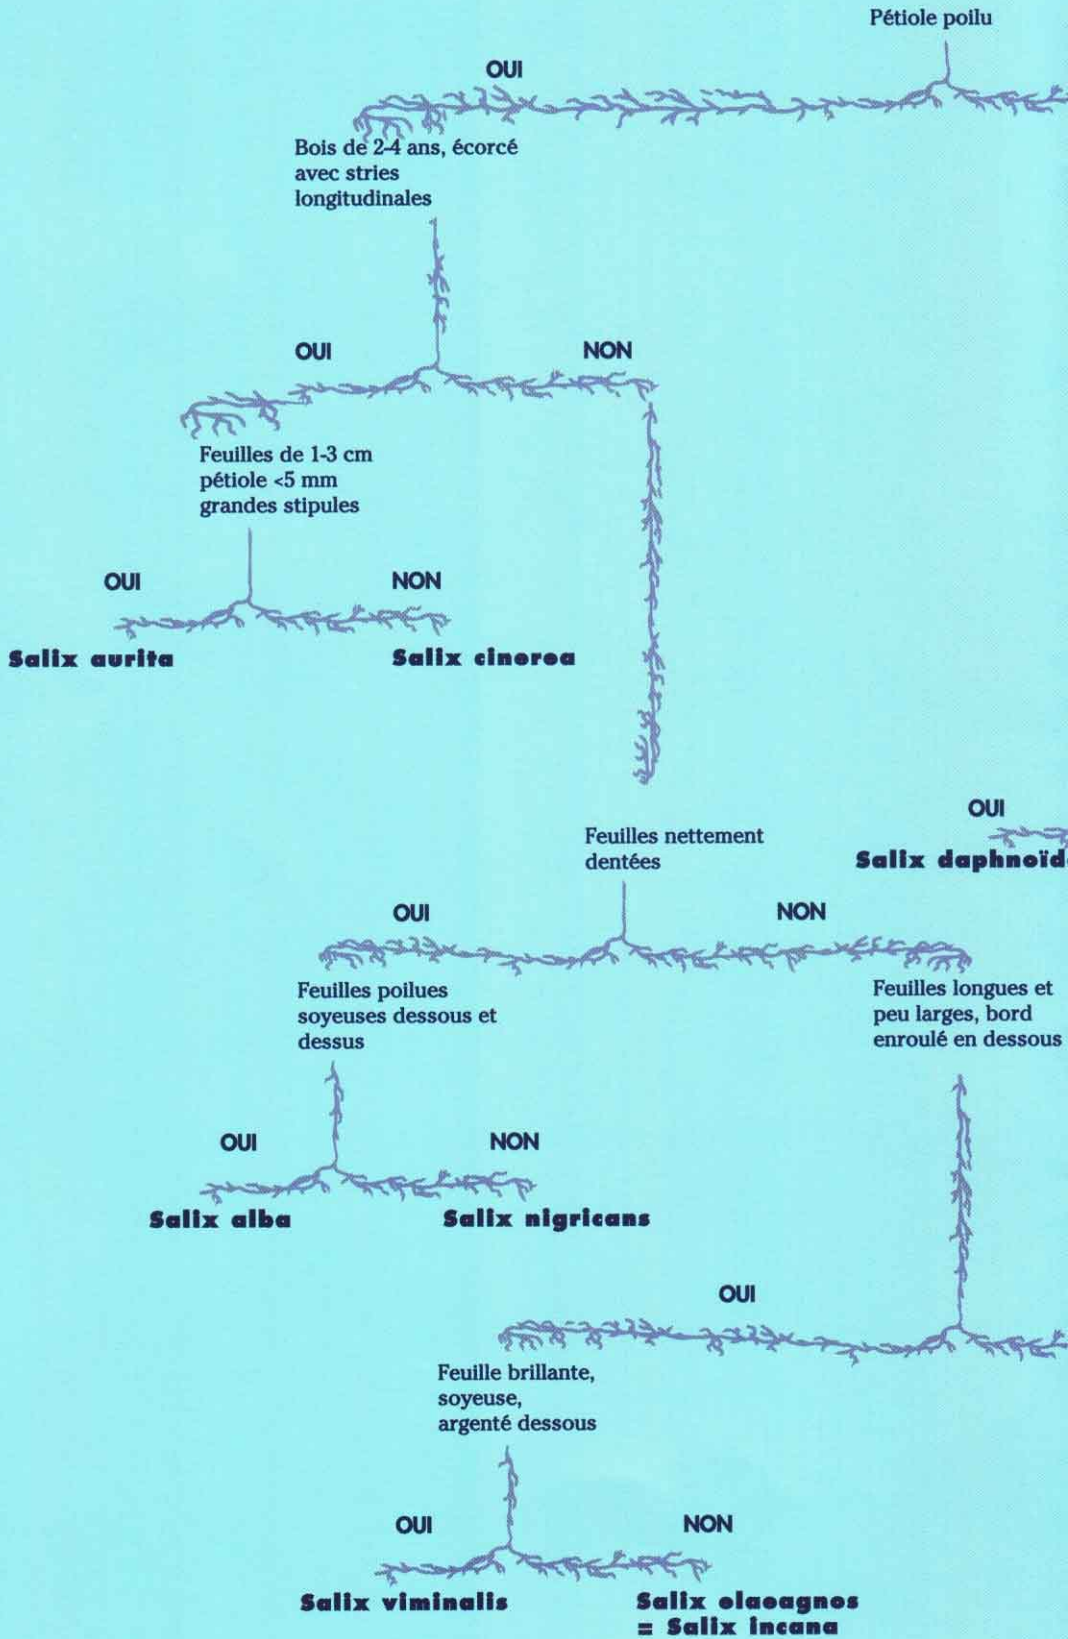 Pétiole poilu
OUI
Bois de 2-4 ans, écorcé
avec stries
longitudinales
OUI
NON
Feuilles de 1-3 cm
pétiole <5 mm
grandes stipules
OUI
NON
Salix aurita
Salix cinerea
Feuilles nettement
dentées
OUI
Salix daphnoïd
OUI
NON
Feuilles poilues
soyeuses dessous et
dessus
Feuilles longues et
peu larges, bord
enroulé en dessous
OUI
NON
Salix alba
Salix nigricans
OUI
Feuille brillante,
soyeuse,
argenté dessous
OUI
NON
Salix viminalis
Salix elaeagnos
= Salix incana